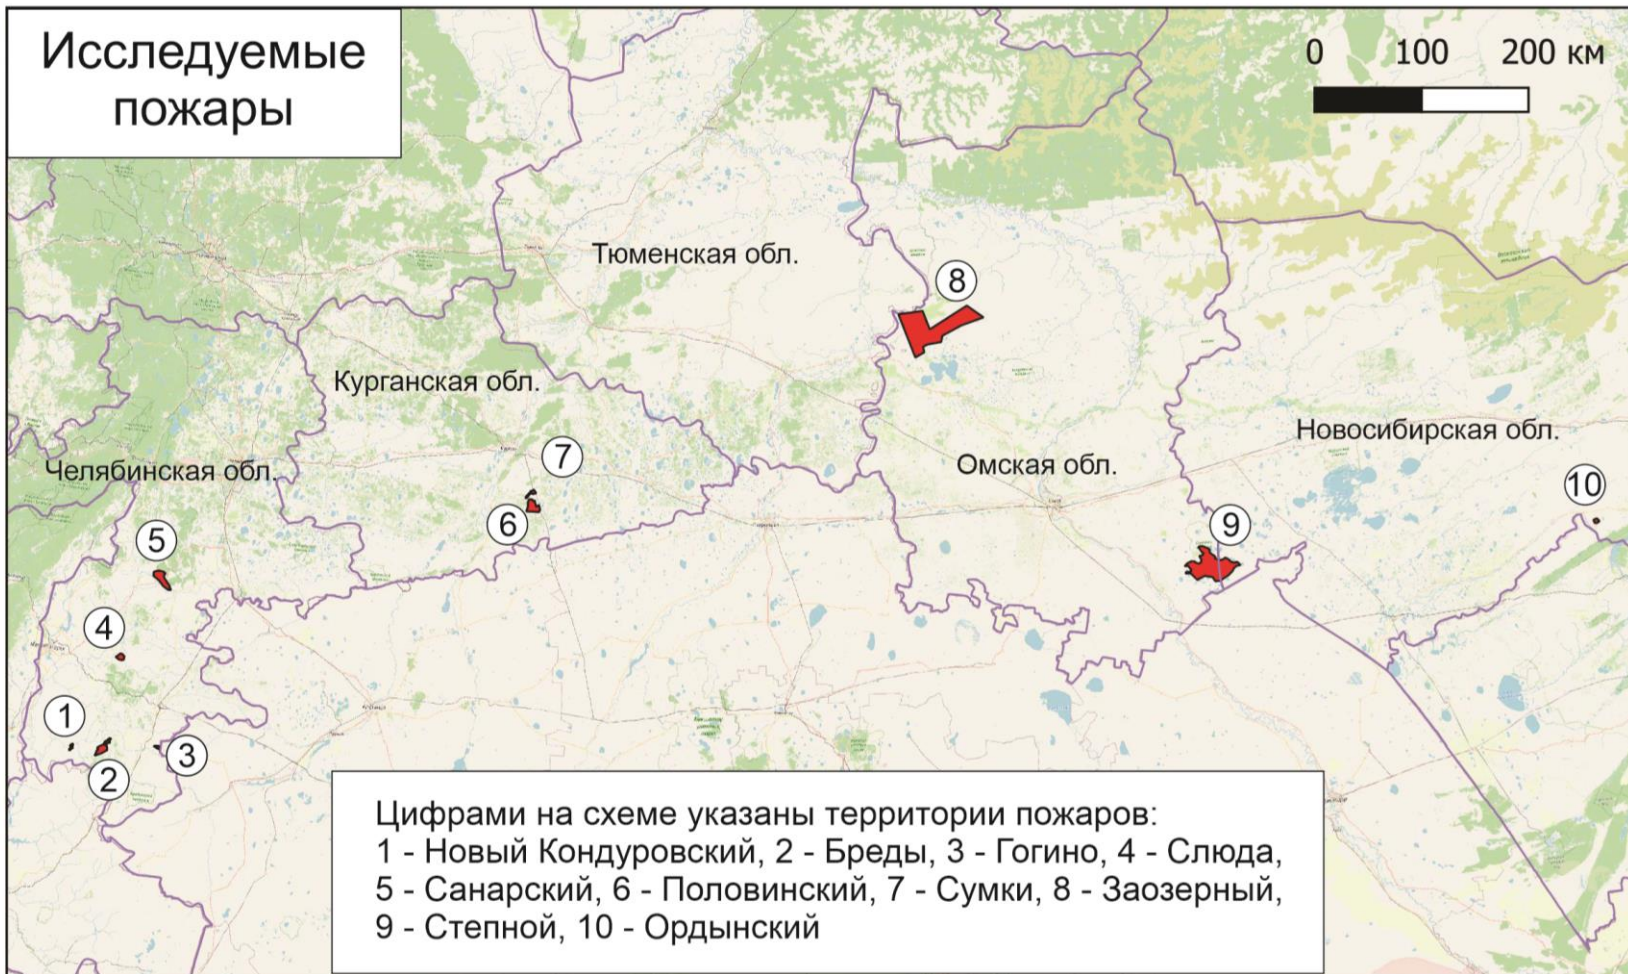 Исследуемые
пожары
0 100 200 км
Тюменская обл.
8
Курганская обл.
7
Новосибирская обл.
Челябинская обл.
Омская обл.
10
6
9
5
4
1
3
2
Цифрами на схеме указаны территории пожаров:
1 - Новый Кондуровский, 2 - Бреды, 3 - Гогино, 4 - Слюда,
5 - Санарский, 6 - Половинский, 7 - Сумки, 8 - Заозерный,
9 - Степной, 10 - Ордынский